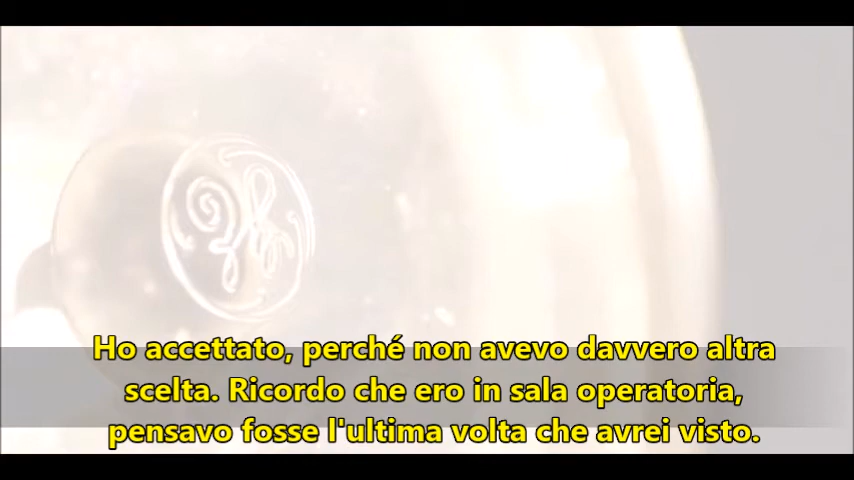 Ho accettato, perché non avevo davvero altra
scelta. Ricordo che ero in sala operatoria,
pensavo fosse l'ultima volta che avrei visto.